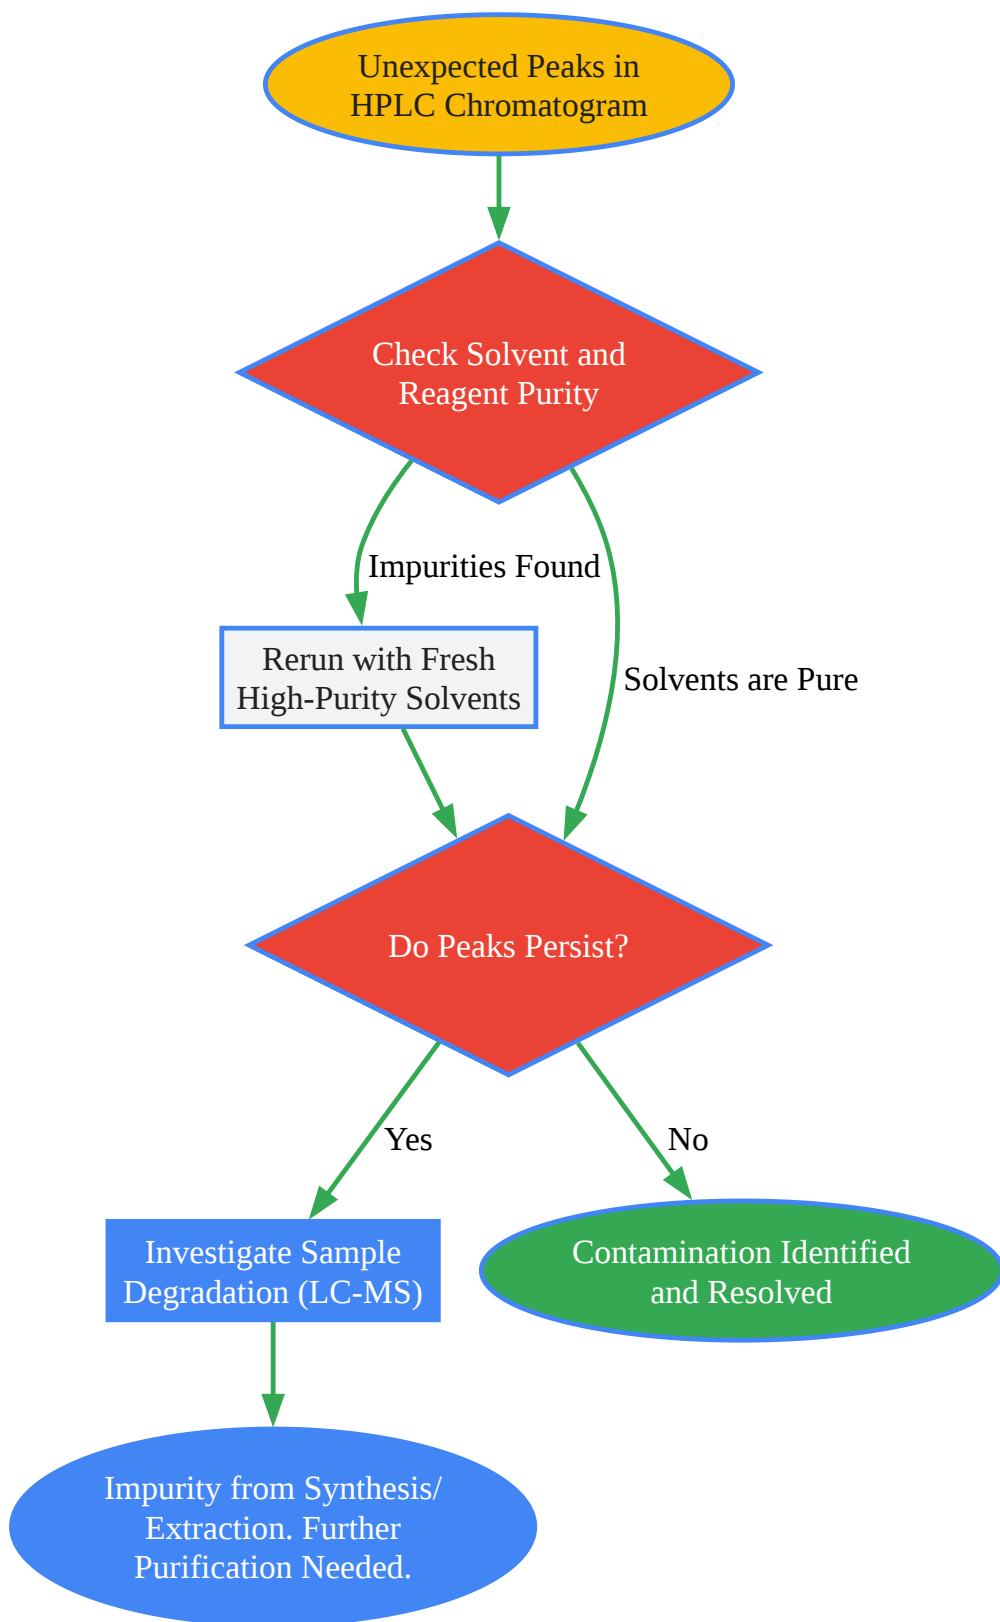 Unexpected Peaks in
HPLC Chromatogram
Check Solvent and
Reagent Purity
Impurities Found
Rerun with Fresh
High-Purity Solvents
Solvents are Pure
Do Peaks Persist?
Yes
No
Investigate Sample
Degradation (LC-MS)
Contamination Identified
and Resolved
Impurity from Synthesis/
Extraction. Further
Purification Needed.